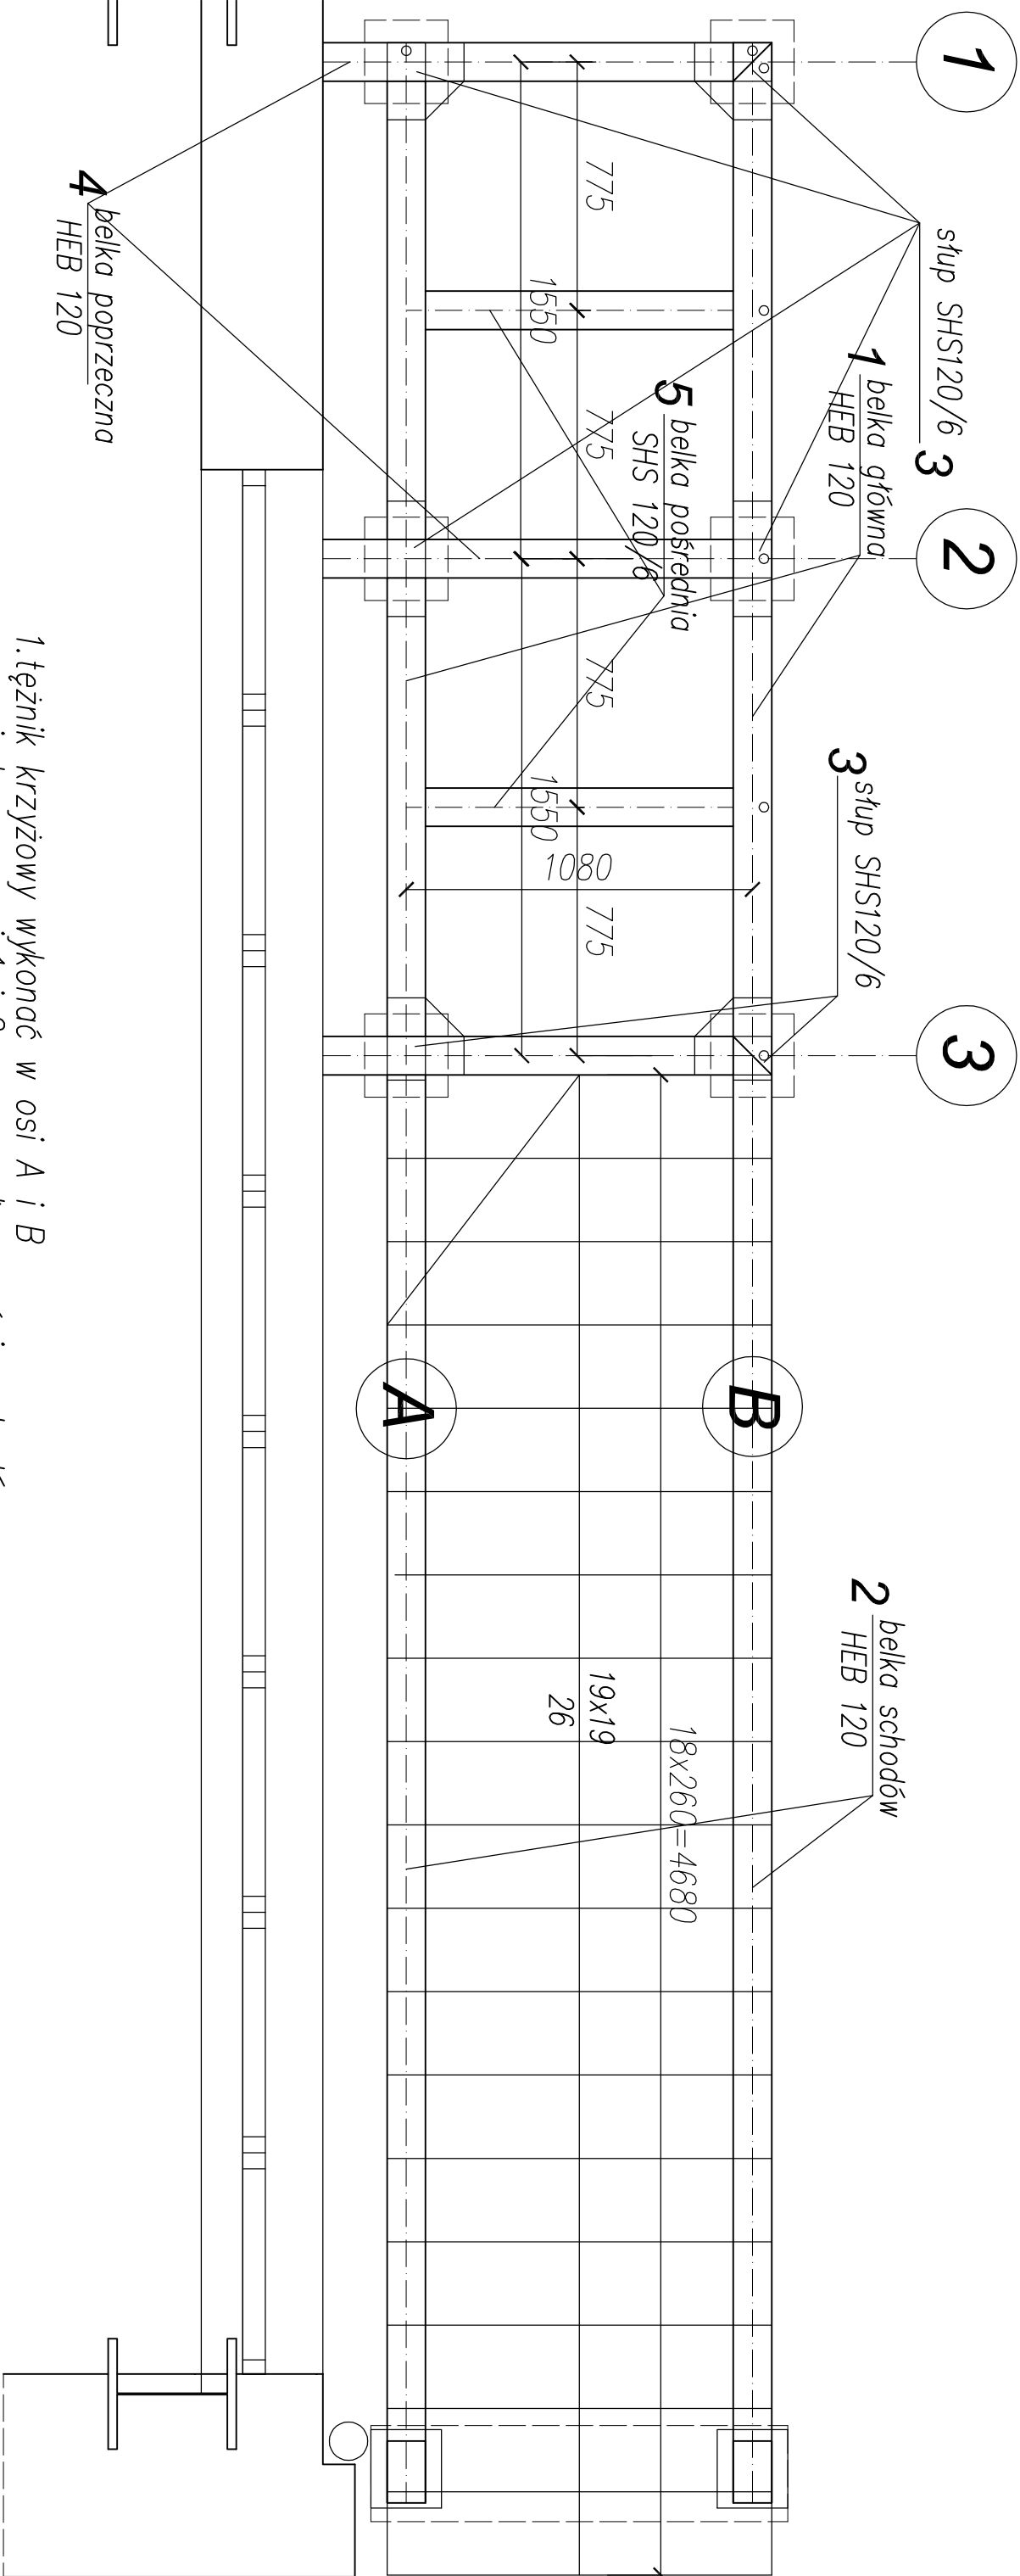 1
2
3
słup SHS120/6 3
1 belka główna
HEB 120
3 słup SHS120/6
2 belka schodów
HEB 120
5 belka pośrednia
SHS 120/6
775
775
775
775
1550
1550
1080
B
A
18x260=4680
19x19
26
4 belka poprzeczna
HEB 120
1.tężnik krzyżowy wykonać w osi A i B